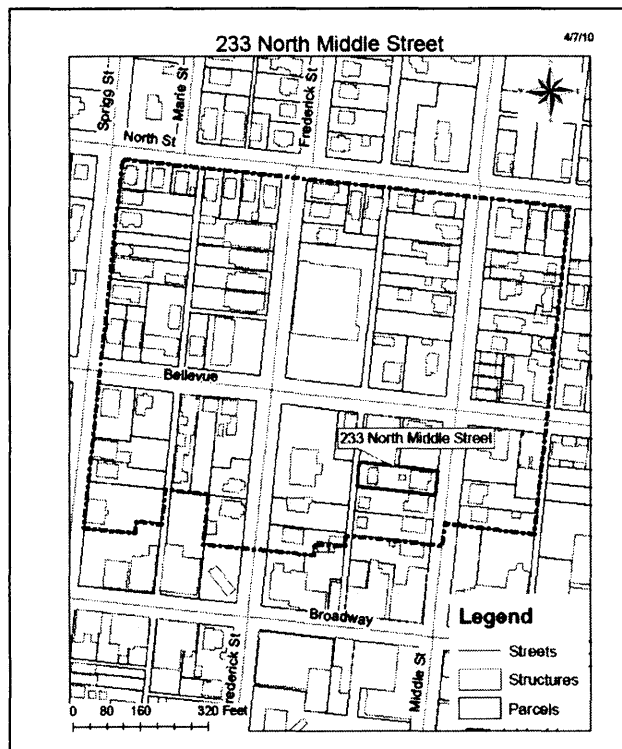 4/7/10
233 North Middle Street
Sprigg St
Marie St
Frederick St
North St
Bellevue
233 North Middle Street
Broadway
Frederick St
Middle St
Legend
Streets
Structures
Parcels
0 80 160 320 Feet